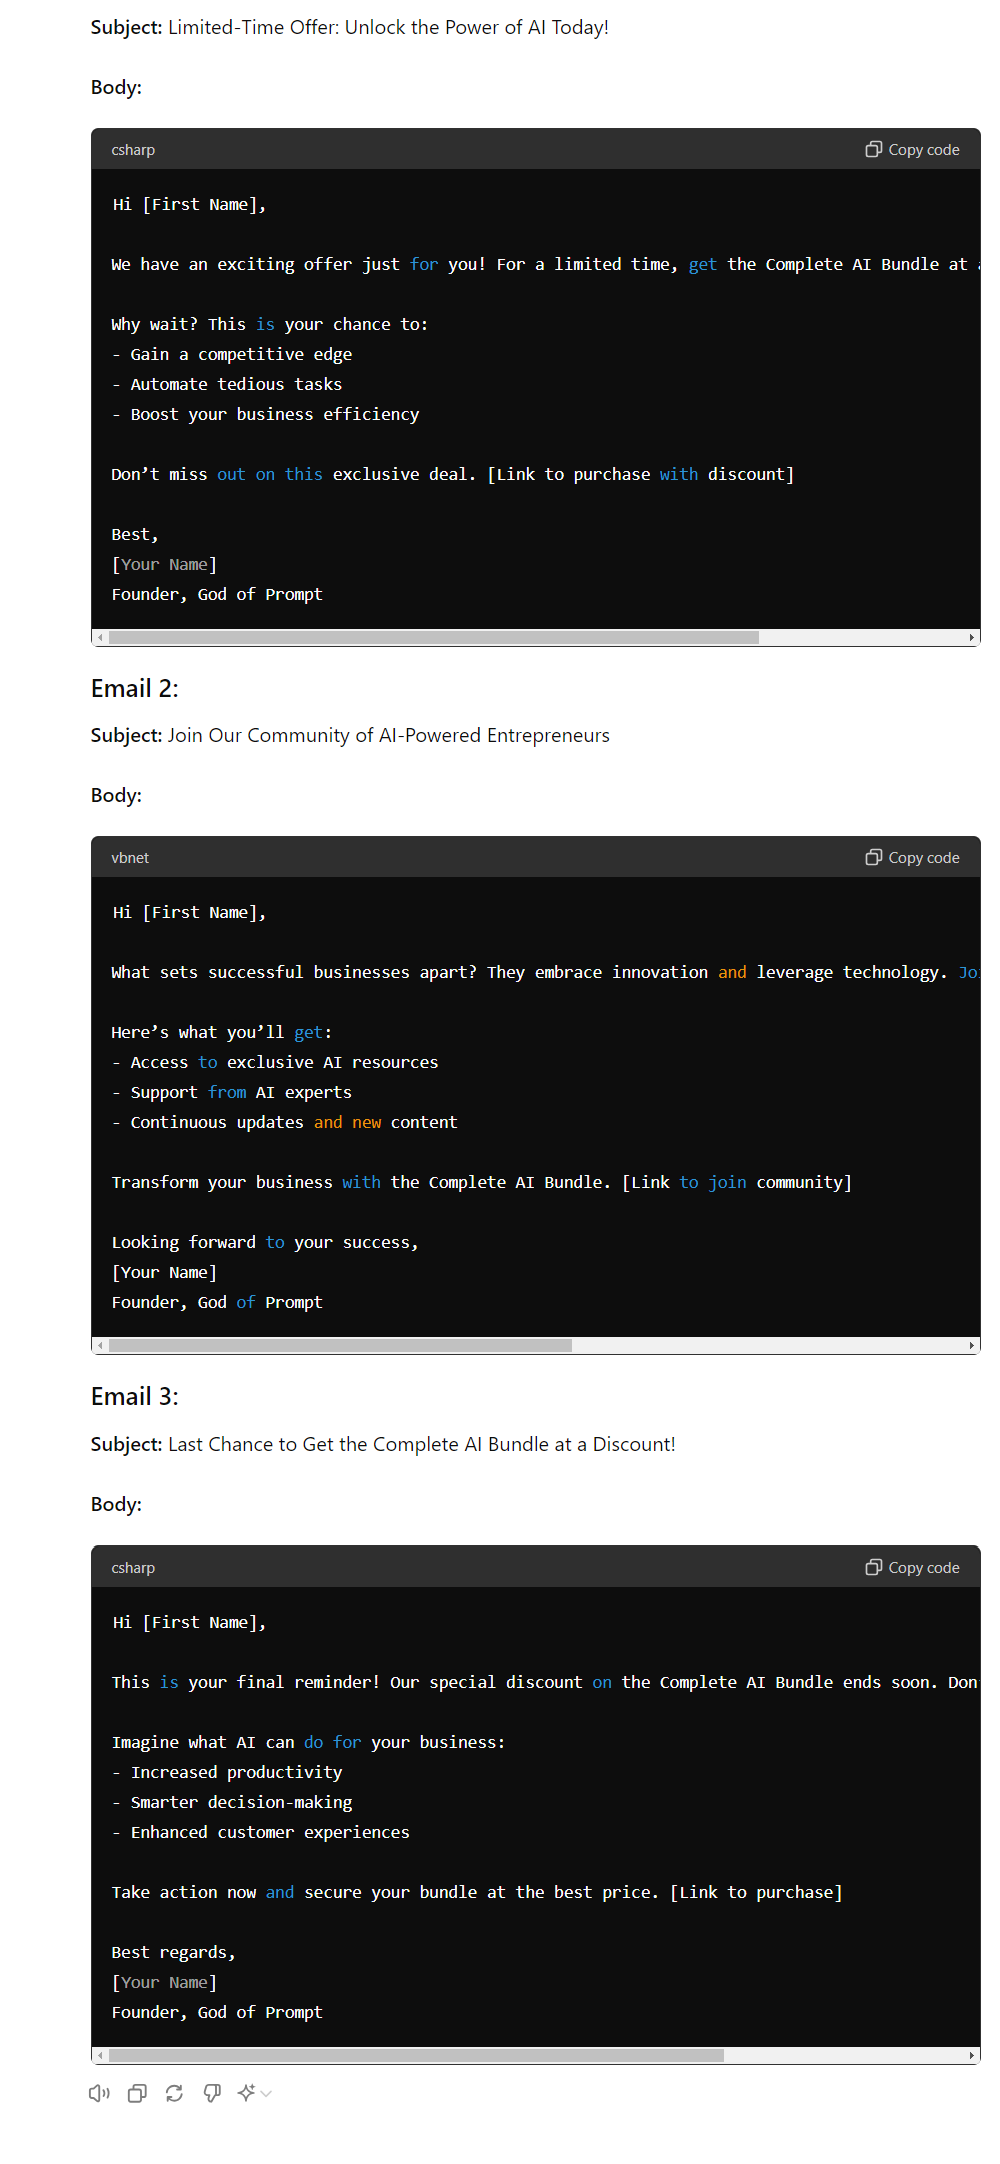 Subject: Limited-Time Offer: Unlock the Power of AI Today!
Body:
csharp
Copy code
Hi [First Name],
We have an exciting offer just for you! For a limited time, get the Complete AI Bundle at
Why wait? This is your chance to:
- Gain a competitive edge
- Automate tedious tasks
- Boost your business efficiency
Don’t miss out on this exclusive deal. [Link to purchase with discount]
Best,
[Your Name]
Founder, God of Prompt
Email 2:
Subject: Join Our Community of AI-Powered Entrepreneurs
Body:
vbnet
Copy code
Hi [First Name],
What sets successful businesses apart? They embrace innovation and leverage technology. Jo
Here’s what you’ll get:
- Access to exclusive AI resources
- Support from AI experts
- Continuous updates and new content
Transform your business with the Complete AI Bundle. [Link to join community]
Looking forward to your success,
[Your Name]
Founder, God of Prompt
Email 3:
Subject: Last Chance to Get the Complete AI Bundle at a Discount!
Body:
csharp
Copy code
Hi [First Name],
This is your final reminder! Our special discount on the Complete AI Bundle ends soon. Don
Imagine what AI can do for your business:
- Increased productivity
- Smarter decision-making
- Enhanced customer experiences
Take action now and secure your bundle at the best price. [Link to purchase]
Best regards,
[Your Name]
Founder, God of Prompt